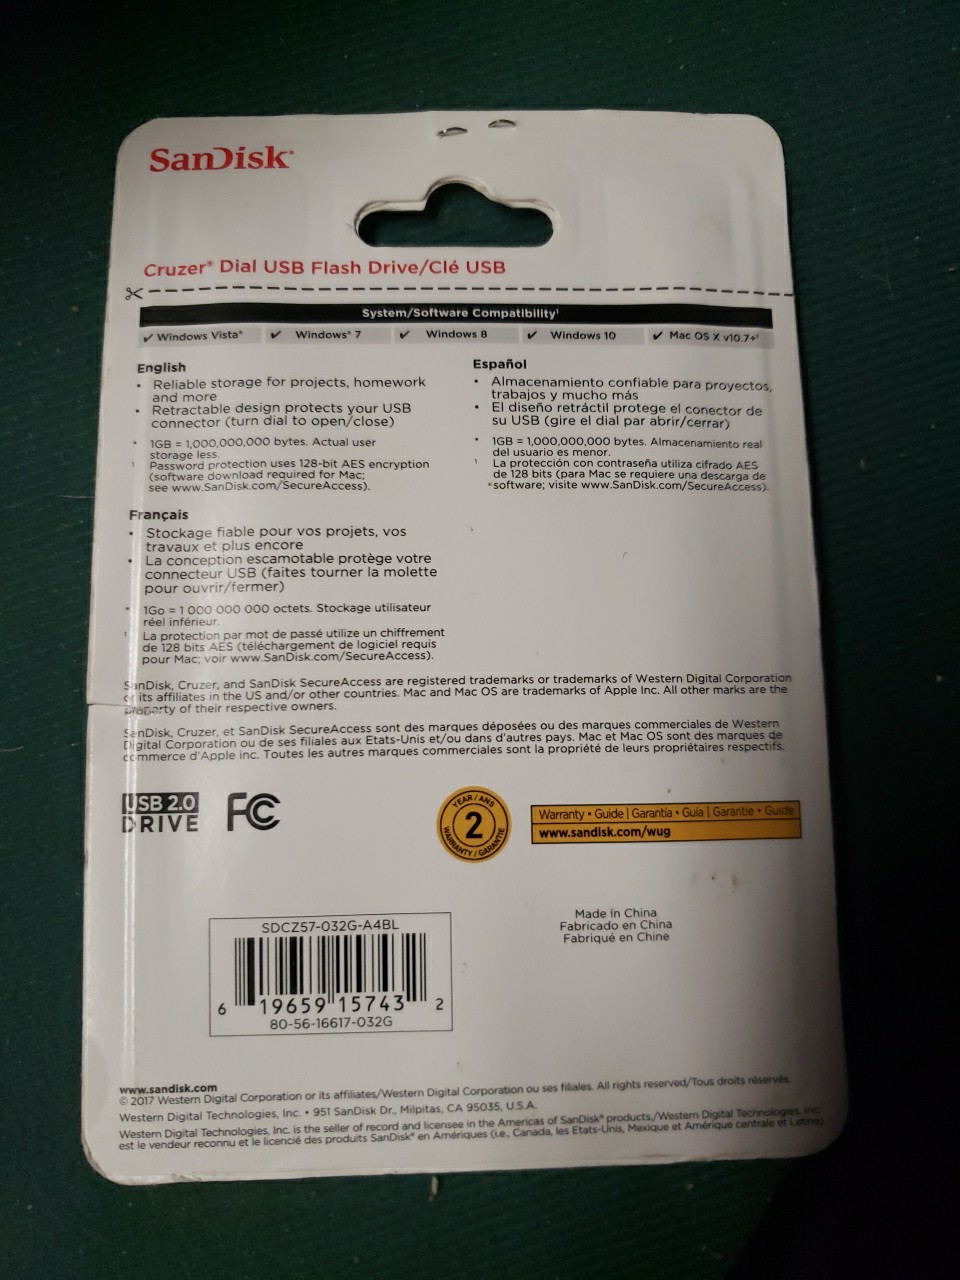 SanDisk®
Cruzer® Dial USB Flash Drive/Clé USB
System/Software Compatibility¹
✔ Windows Vista® ✔ Windows® 7 ✔ Windows 8 ✔ Windows 10 ✔ Mac OS X v10.7+¹
English
• Reliable storage for projects, homework
and more
• Retractable design protects your USB
connector (turn dial to open/close)
* 1GB = 1,000,000,000 bytes. Actual user
storage less.
¹ Password protection uses 128-bit AES encryption
(software download required for Mac;
see www.SanDisk.com/SecureAccess).
Español
• Almacenamiento confiable para proyectos,
trabajos y mucho más
• El diseño retráctil protege el conector de
su USB (gire el dial par abrir/cerrar)
* 1GB = 1,000,000,000 bytes. Almacenamiento real
del usuario es menor.
¹ La protección con contraseña utiliza cifrado AES
de 128 bits (para Mac se requiere una descarga de
software; visite www.SanDisk.com/SecureAccess).
Français
• Stockage fiable pour vos projets, vos
travaux et plus encore
• La conception escamotable protège votre
connecteur USB (faites tourner la molette
pour ouvrir/fermer)
* 1Go = 1 000 000 000 octets. Stockage utilisateur
réel inférieur.
¹ La protection par mot de passé utilize un chiffrement
de 128 bits AES (téléchargement de logiciel requis
pour Mac; voir www.SanDisk.com/SecureAccess).
SanDisk, Cruzer, and SanDisk SecureAccess are registered trademarks or trademarks of Western Digital Corporation
or its affiliates in the US and/or other countries. Mac and Mac OS are trademarks of Apple Inc. All other marks are the
property of their respective owners.
SanDisk, Cruzer, et SanDisk SecureAccess sont des marques déposées ou des marques commerciales de Western
Digital Corporation ou de ses filiales aux Etats-Unis et/ou dans d'autres pays. Mac et Mac OS sont des marques de
commerce d'Apple inc. Toutes les autres marques commerciales sont la propriété de leurs propriétaires respectifs.
USB 2.0
DRIVE
FC
YEAR/ANS
2
WARRANTY/GARANTIE
Warranty • Guide | Garantía • Guía | Garantie • Guide
www.sandisk.com/wug
Made in China
Fabricado en China
Fabriqué en Chine
SDCZ57-032G-A4BL
6 19659 15743 2
80-56-16617-032G
www.sandisk.com
© 2017 Western Digital Corporation or its affiliates/Western Digital Corporation ou ses filiales. All rights reserved/Tous droits réservés.
Western Digital Technologies, Inc. • 951 SanDisk Dr., Milpitas, CA 95035, U.S.A.
Western Digital Technologies, Inc. is the seller of record and licensee in the Americas of SanDisk® products./Western Digital Technologies, Inc.
est le vendeur reconnu et le licencié des produits SanDisk® en Amériques (i.e., Canada, les Etats-Unis, Mexique et Amérique centrale et Latine).